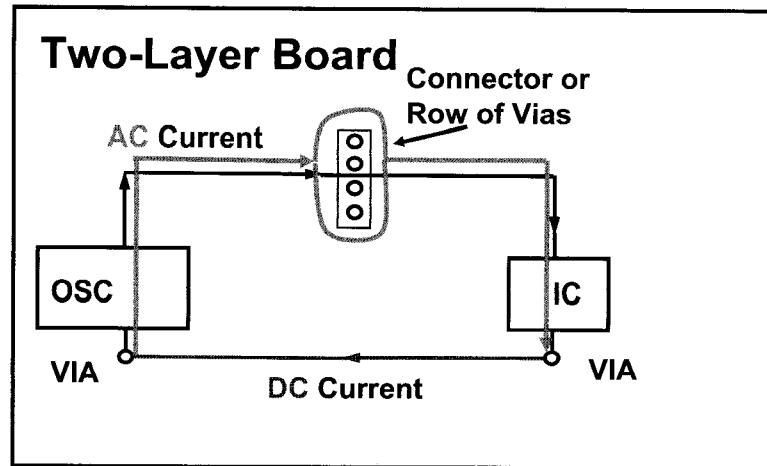 Two-Layer Board
Connector or
Row of Vias
AC Current
OSC
IC
VIA
VIA
DC Current